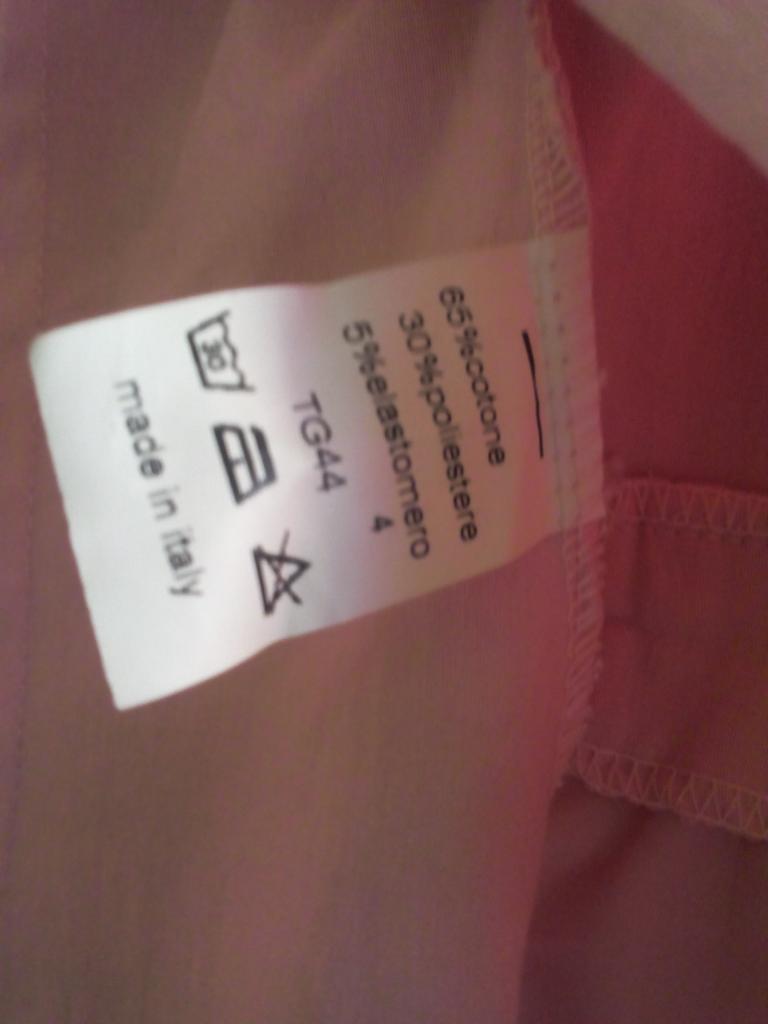 65%cotone
30%poliestere
5%elastomero
4
TG44
30
made in italy